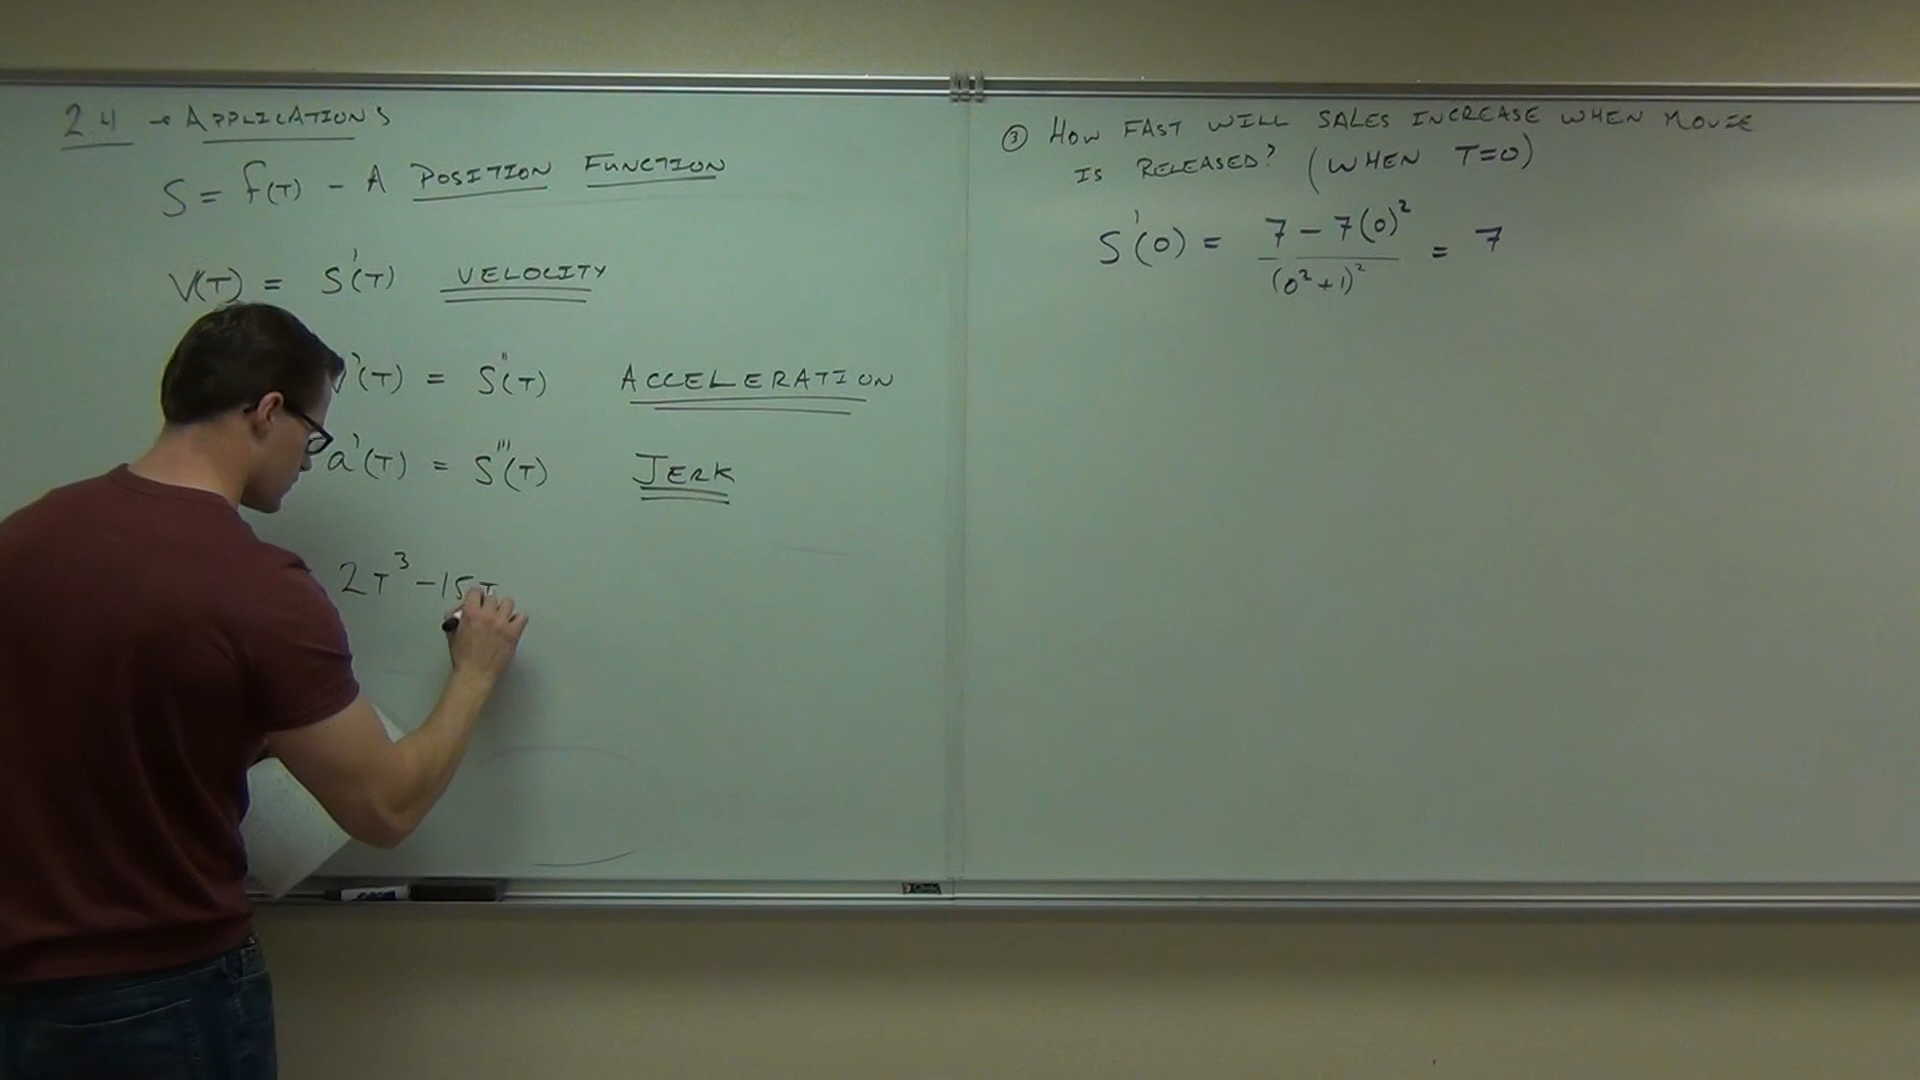 2.4 → APPLICATIONS
S = f(T) - A POSITION FUNCTION
V(T) = S'(T) VELOCITY
'(T) = S''(T) ACCELERATION
a'(T) = S'''(T) JERK
2T³ - 15T
③ HOW FAST WILL SALES INCREASE WHEN MOVIE
IS RELEASED? (WHEN T=0)
S'(0) = 7 - 7(0)² / (0² + 1)² = 7